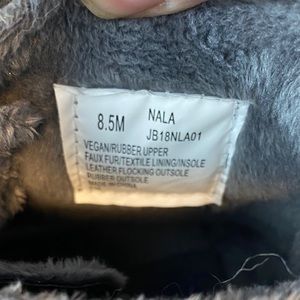 8.5M NALA
JB18NLA01
VEGAN/RUBBER UPPER
FAUX FUR/TEXTILE LINING/INSOLE
LEATHER FLOCKING OUTSOLE
RUBBER OUTSOLE
MADE IN CHINA